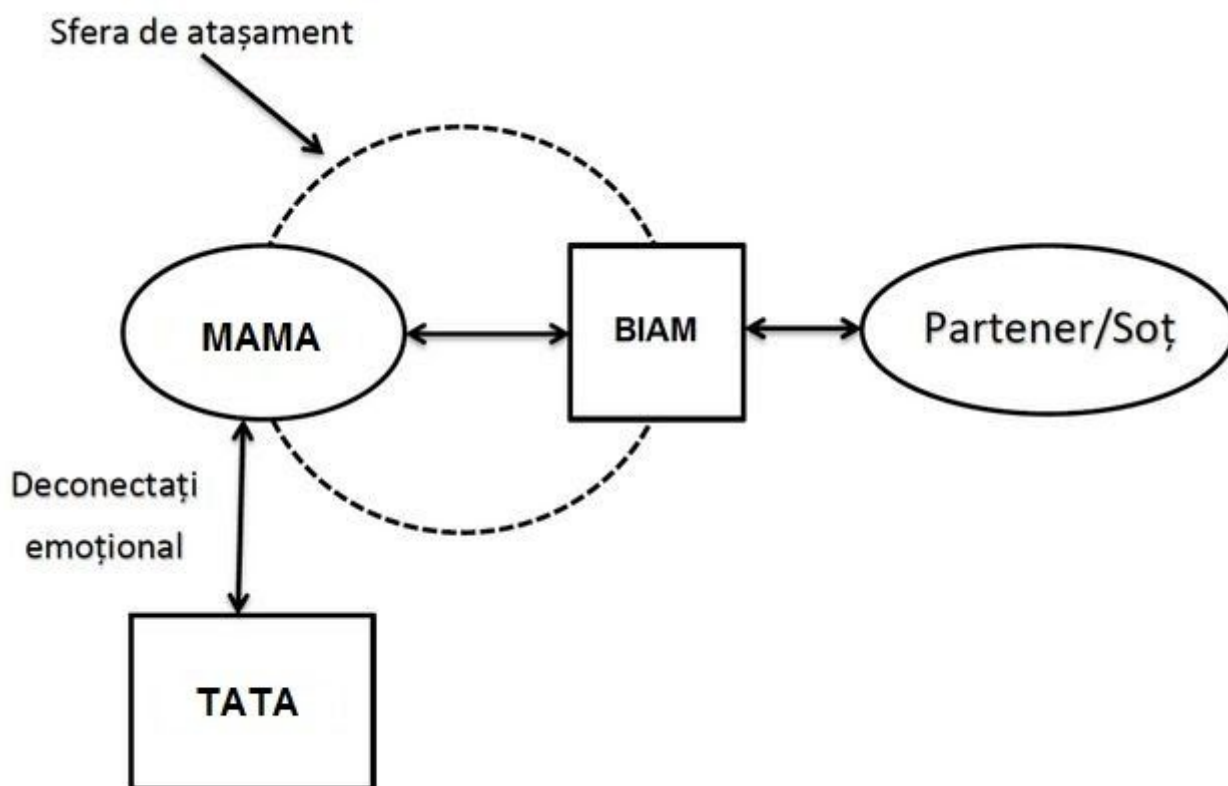 Sfera de atașament
MAMA
BIAM
Partener/Soț
Deconectați
emoțional
TATA